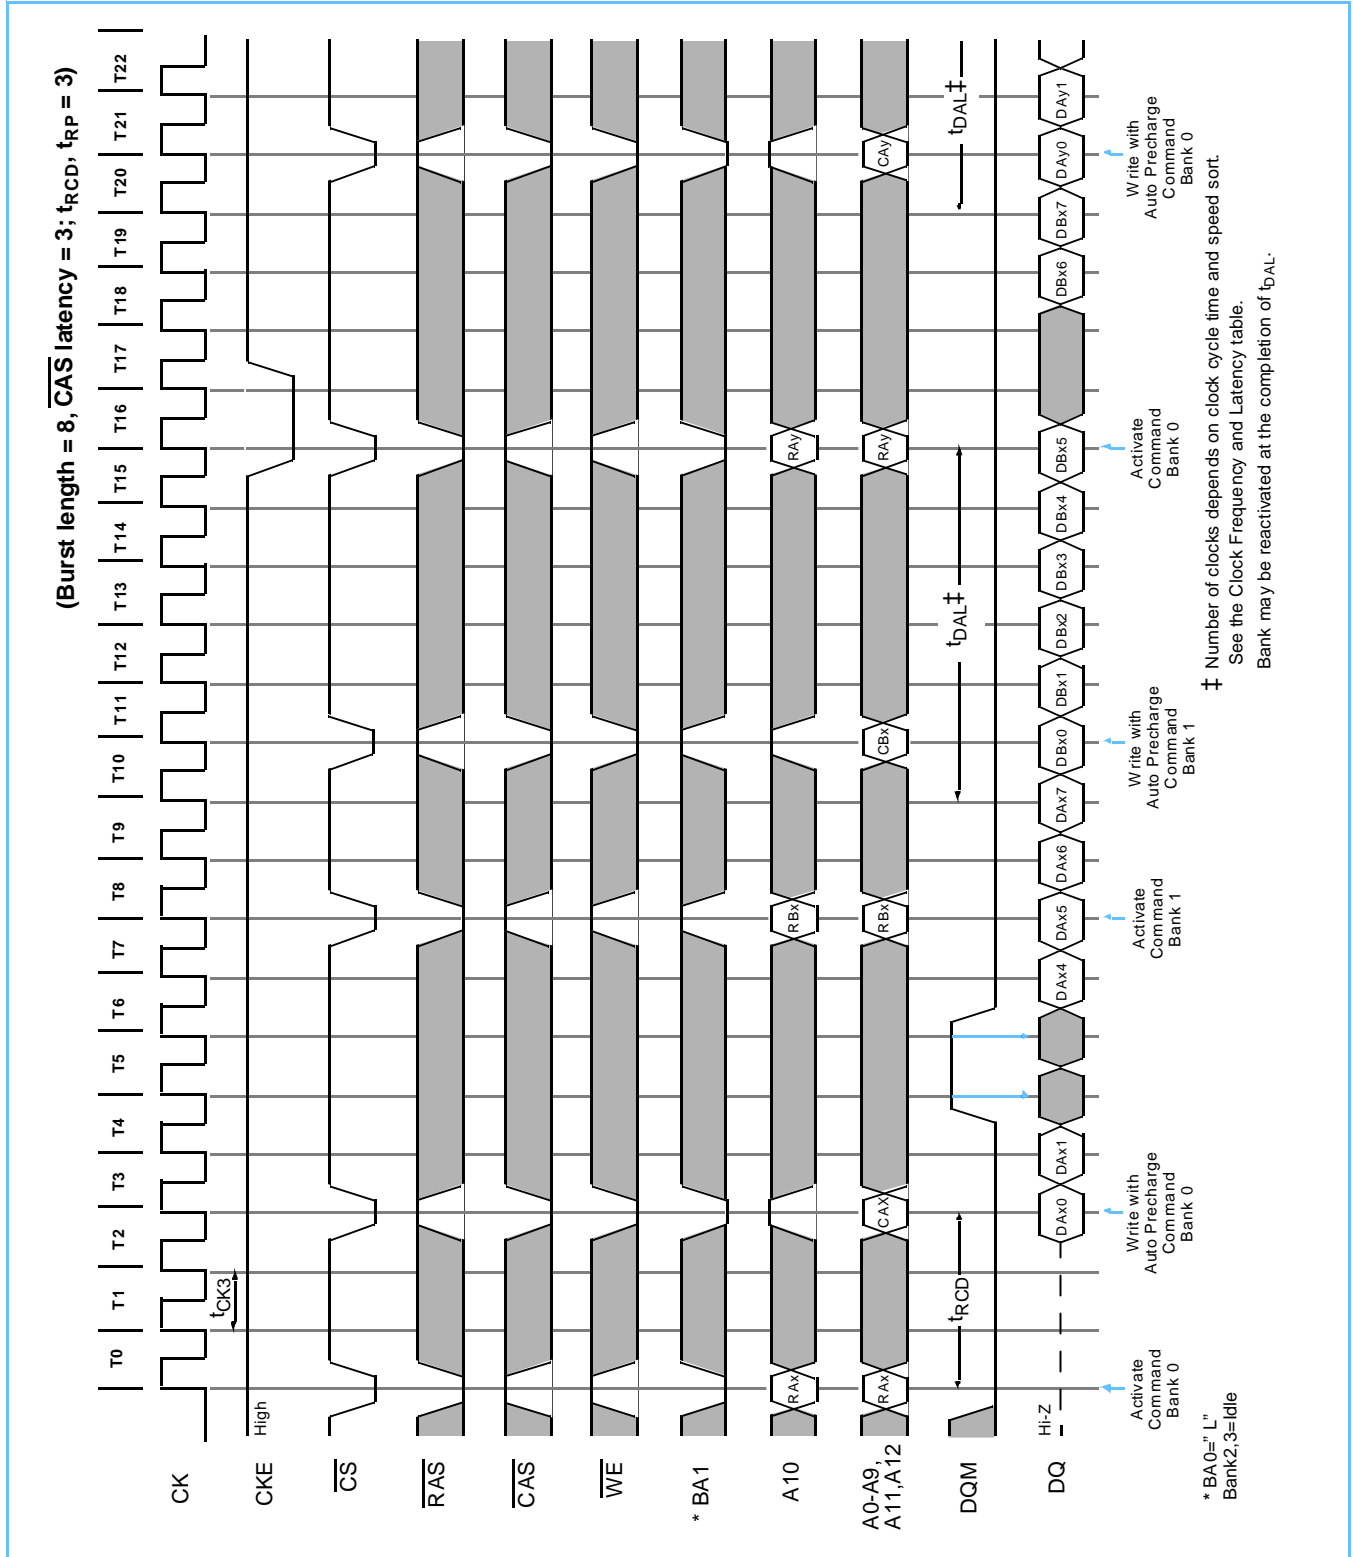 (Burst length = 8, CAS latency = 3; tRCD, tRP = 3)
T0 T1 T2 T3 T4 T5 T6 T7 T8 T9 T10 T11 T12 T13 T14 T15 T16 T17 T18 T19 T20 T21 T22
CK
tCK3
CKE
High
CS
RAS
CAS
WE
* BA1
A10
RAx RBx RAy
A0-A9,
A11,A12
RAx CAX RBx CBx RAy CAy
DQM
tRCD tDAL‡ tDAL‡
DQ
Hi-Z
DAx0 DAx1 DAx4 DAx5 DAx6 DAx7 DBx0 DBx1 DBx2 DBx3 DBx4 DBx5 DBx6 DBx7 DAy0 DAy1
Activate
Command
Bank 0
Write with
Auto Precharge
Command
Bank 0
Activate
Command
Bank 1
Write with
Auto Precharge
Command
Bank 1
Activate
Command
Bank 0
Write with
Auto Precharge
Command
Bank 0
* BA0=" L"
Bank2,3=Idle
‡ Number of clocks depends on clock cycle time and speed sort.
See the Clock Frequency and Latency table.
Bank may be reactivated at the completion of tDAL.